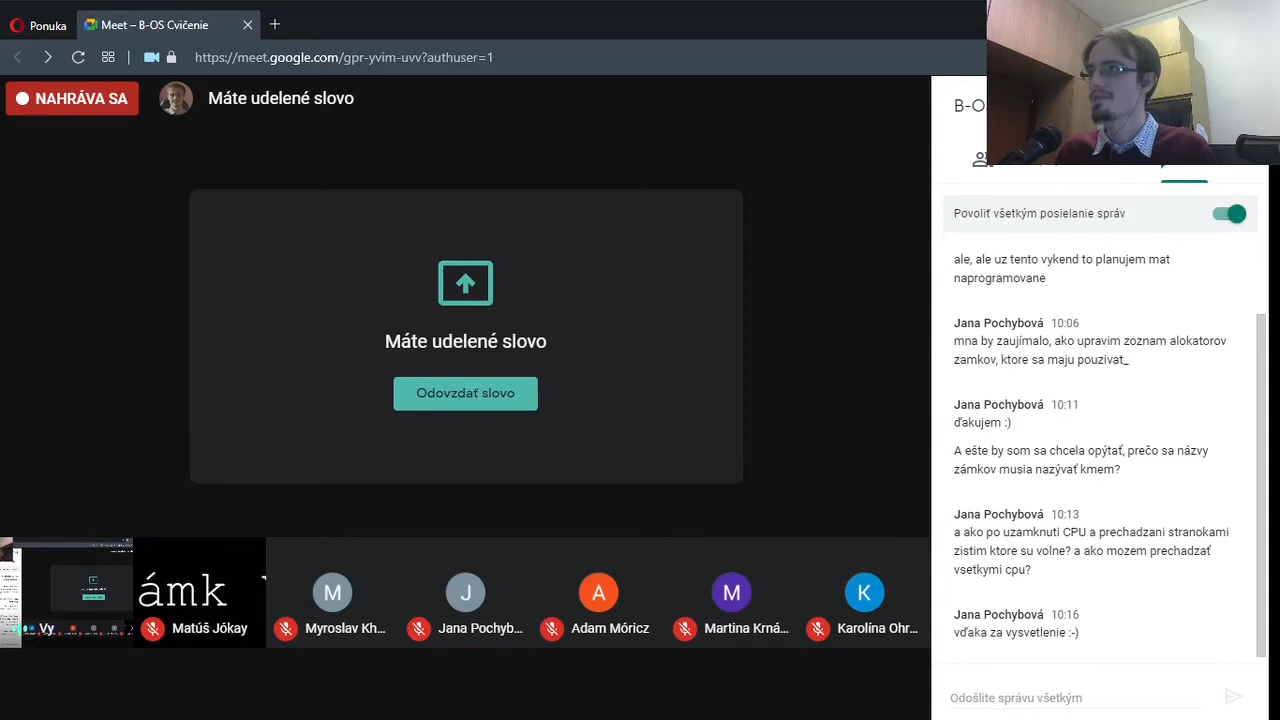 Ponuka
Meet – B-OS Cvičenie
https://meet.google.com/gpr-yvim-uvv?authuser=1
NAHRÁVA SA
Máte udelené slovo
Máte udelené slovo
Odovzdať slovo
ámk
Vy
Matúš Jókay
Myroslav Kh...
Jana Pochyb...
Adam Móricz
Martina Krná...
Karolína Ohr...
M
J
A
M
K
Povoliť všetkým posielanie správ
ale, ale uz tento vykend to planujem mat
naprogramovane
Jana Pochybová 10:06
mna by zaujímalo, ako upravim zoznam alokatorov
zamkov, ktore sa maju pouzivat_
Jana Pochybová 10:11
ďakujem :)
A ešte by som sa chcela opýtať, prečo sa názvy
zámkov musia nazývať kmem?
Jana Pochybová 10:13
a ako po uzamknuti CPU a prechadzani stranokami
zistim ktore su volne? a ako mozem prechadzať
vsetkymi cpu?
Jana Pochybová 10:16
vďaka za vysvetlenie :-)
Odošlite správu všetkým